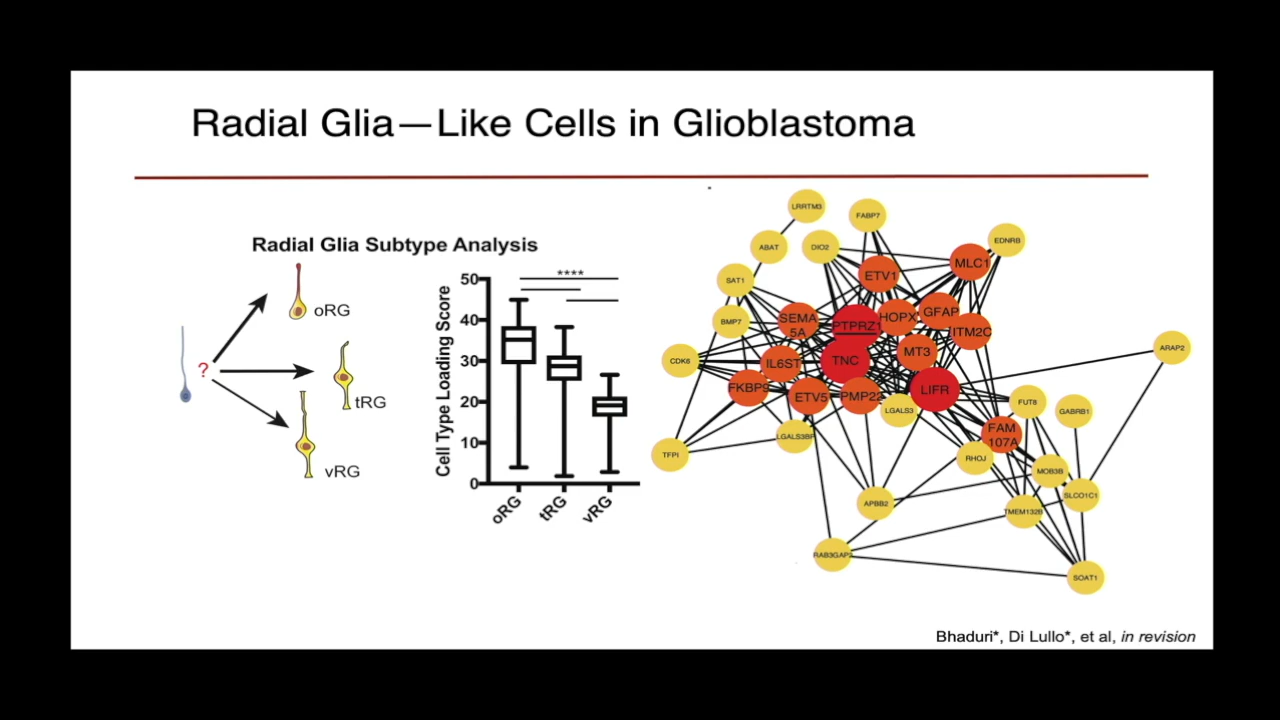 Radial Glia—Like Cells in Glioblastoma
Radial Glia Subtype Analysis
oRG
?
tRG
vRG
****
Cell Type Loading Score
50
40
30
20
10
0
oRG
tRG
vRG
LRRTM3
FABP7
ABAT
DIO2
EDNRB
MLC1
SAT1
ETV1
BMP7
SEMA
5A
PTPRZ1
HOPX
GFAP
ITM2C
CDK6
IL6ST
TNC
MT3
ARAP2
FKBP9
ETV5
PMP22
LIFR
LGALS3
FUT8
GABRB1
LGALS3BP
FAM
107A
TFPI
RHOJ
MOB3B
APBB2
SLCO1C1
TMEM132B
RAB3GAP2
SOAT1
Bhaduri*, Di Lullo*, et al, in revision